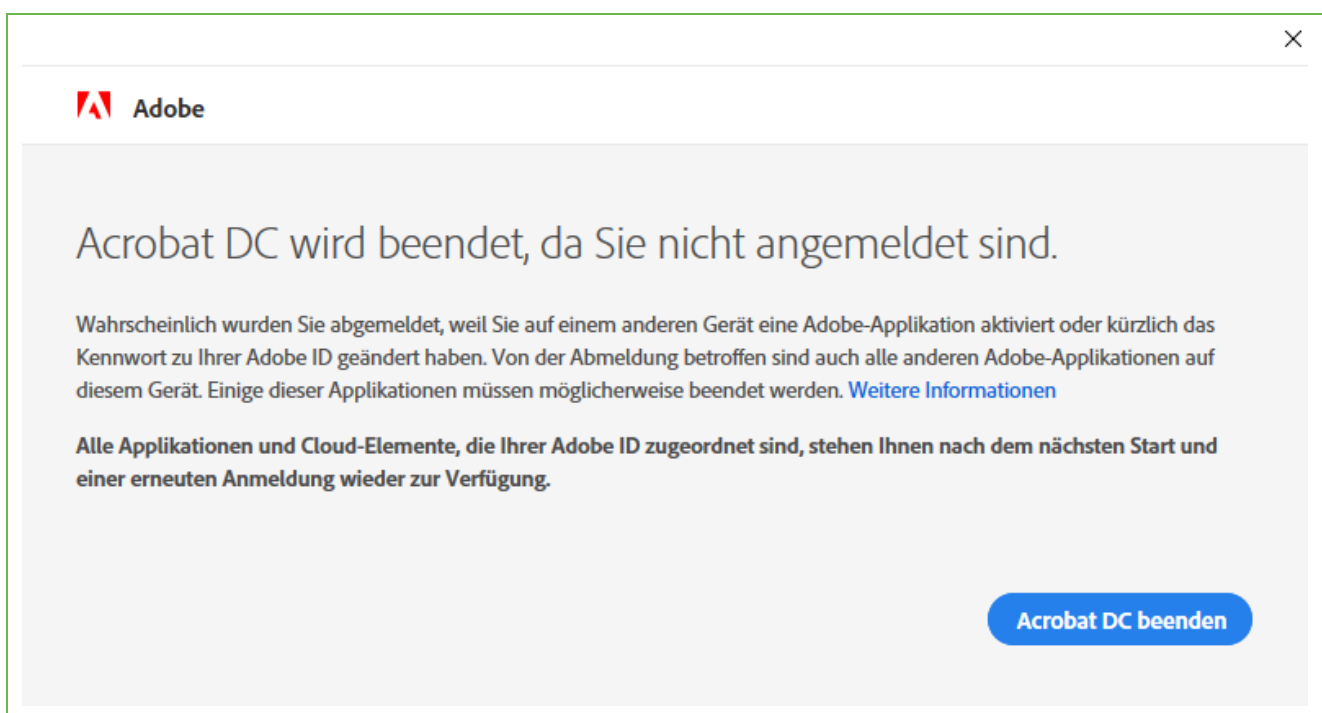 Adobe
Acrobat DC wird beendet, da Sie nicht angemeldet sind.
Wahrscheinlich wurden Sie abgemeldet, weil Sie auf einem anderen Gerät eine Adobe-Applikation aktiviert oder kürzlich das
Kennwort zu Ihrer Adobe ID geändert haben. Von der Abmeldung betroffen sind auch alle anderen Adobe-Applikationen auf
diesem Gerät. Einige dieser Applikationen müssen möglicherweise beendet werden. Weitere Informationen
Alle Applikationen und Cloud-Elemente, die Ihrer Adobe ID zugeordnet sind, stehen Ihnen nach dem nächsten Start und
einer erneuten Anmeldung wieder zur Verfügung.
Acrobat DC beenden